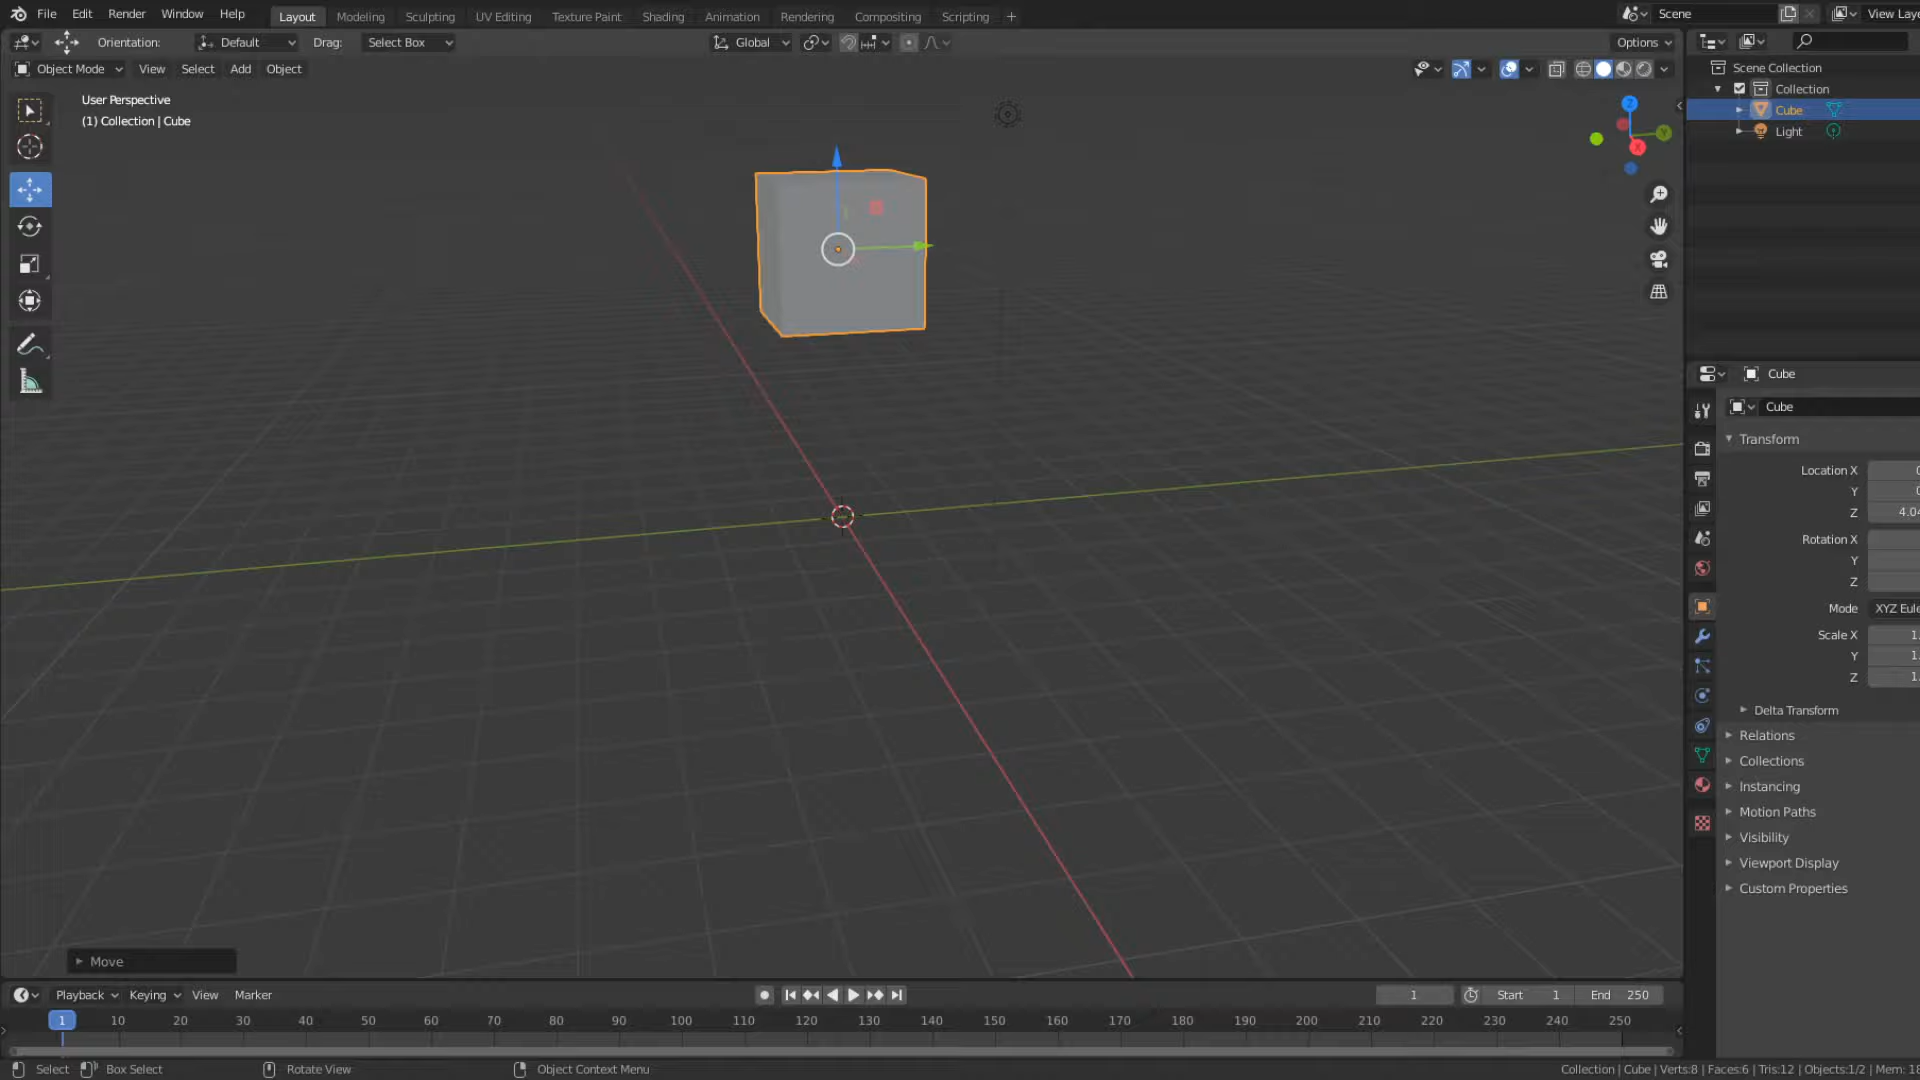 File Edit Render Window Help Layout Modeling Sculpting UV Editing Texture Paint Shading Animation Rendering Compositing Scripting + Scene View Laye
Orientation: Default Drag: Select Box Global Options
Object Mode View Select Add Object
User Perspective
(1) Collection | Cube
Z
Y
X
Scene Collection
Collection
Cube
Light
Cube
Cube
Transform
Location X 0
Y 0
Z 4.04
Rotation X
Y
Z
Mode XYZ Eule
Scale X 1.
Y 1.
Z 1.
Delta Transform
Relations
Collections
Instancing
Motion Paths
Visibility
Viewport Display
Custom Properties
Move
Playback Keying View Marker 1 Start 1 End 250
1 10 20 30 40 50 60 70 80 90 100 110 120 130 140 150 160 170 180 190 200 210 220 230 240 250
Select Box Select Rotate View Object Context Menu Collection | Cube | Verts:8 | Faces:6 | Tris:12 | Objects:1/2 | Mem: 18